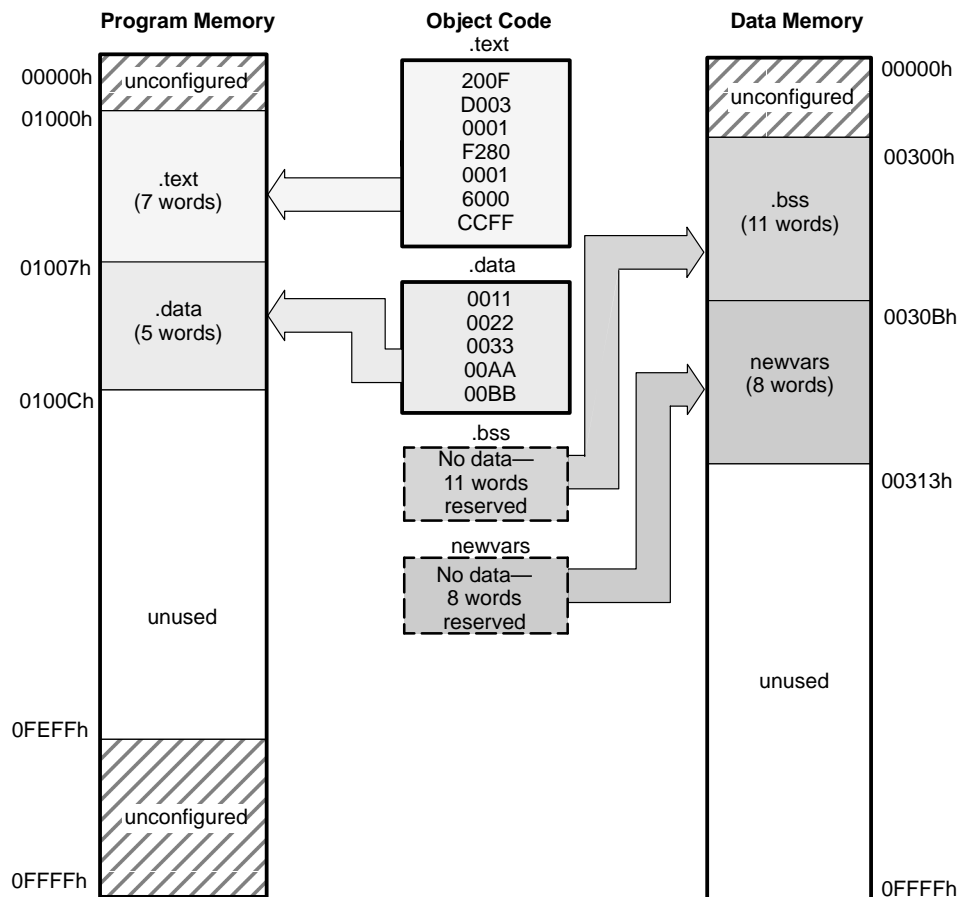 Program Memory
00000h
unconfigured
01000h
.text
(7 words)
01007h
.data
(5 words)
0100Ch
unused
0FEFFh
unconfigured
0FFFFh
Object Code
.text
200F
D003
0001
F280
0001
6000
CCFF
.data
0011
0022
0033
00AA
00BB
.bss
No data—
11 words
reserved
newvars
No data—
8 words
reserved
Data Memory
00000h
unconfigured
00300h
.bss
(11 words)
0030Bh
newvars
(8 words)
00313h
unused
0FFFFh